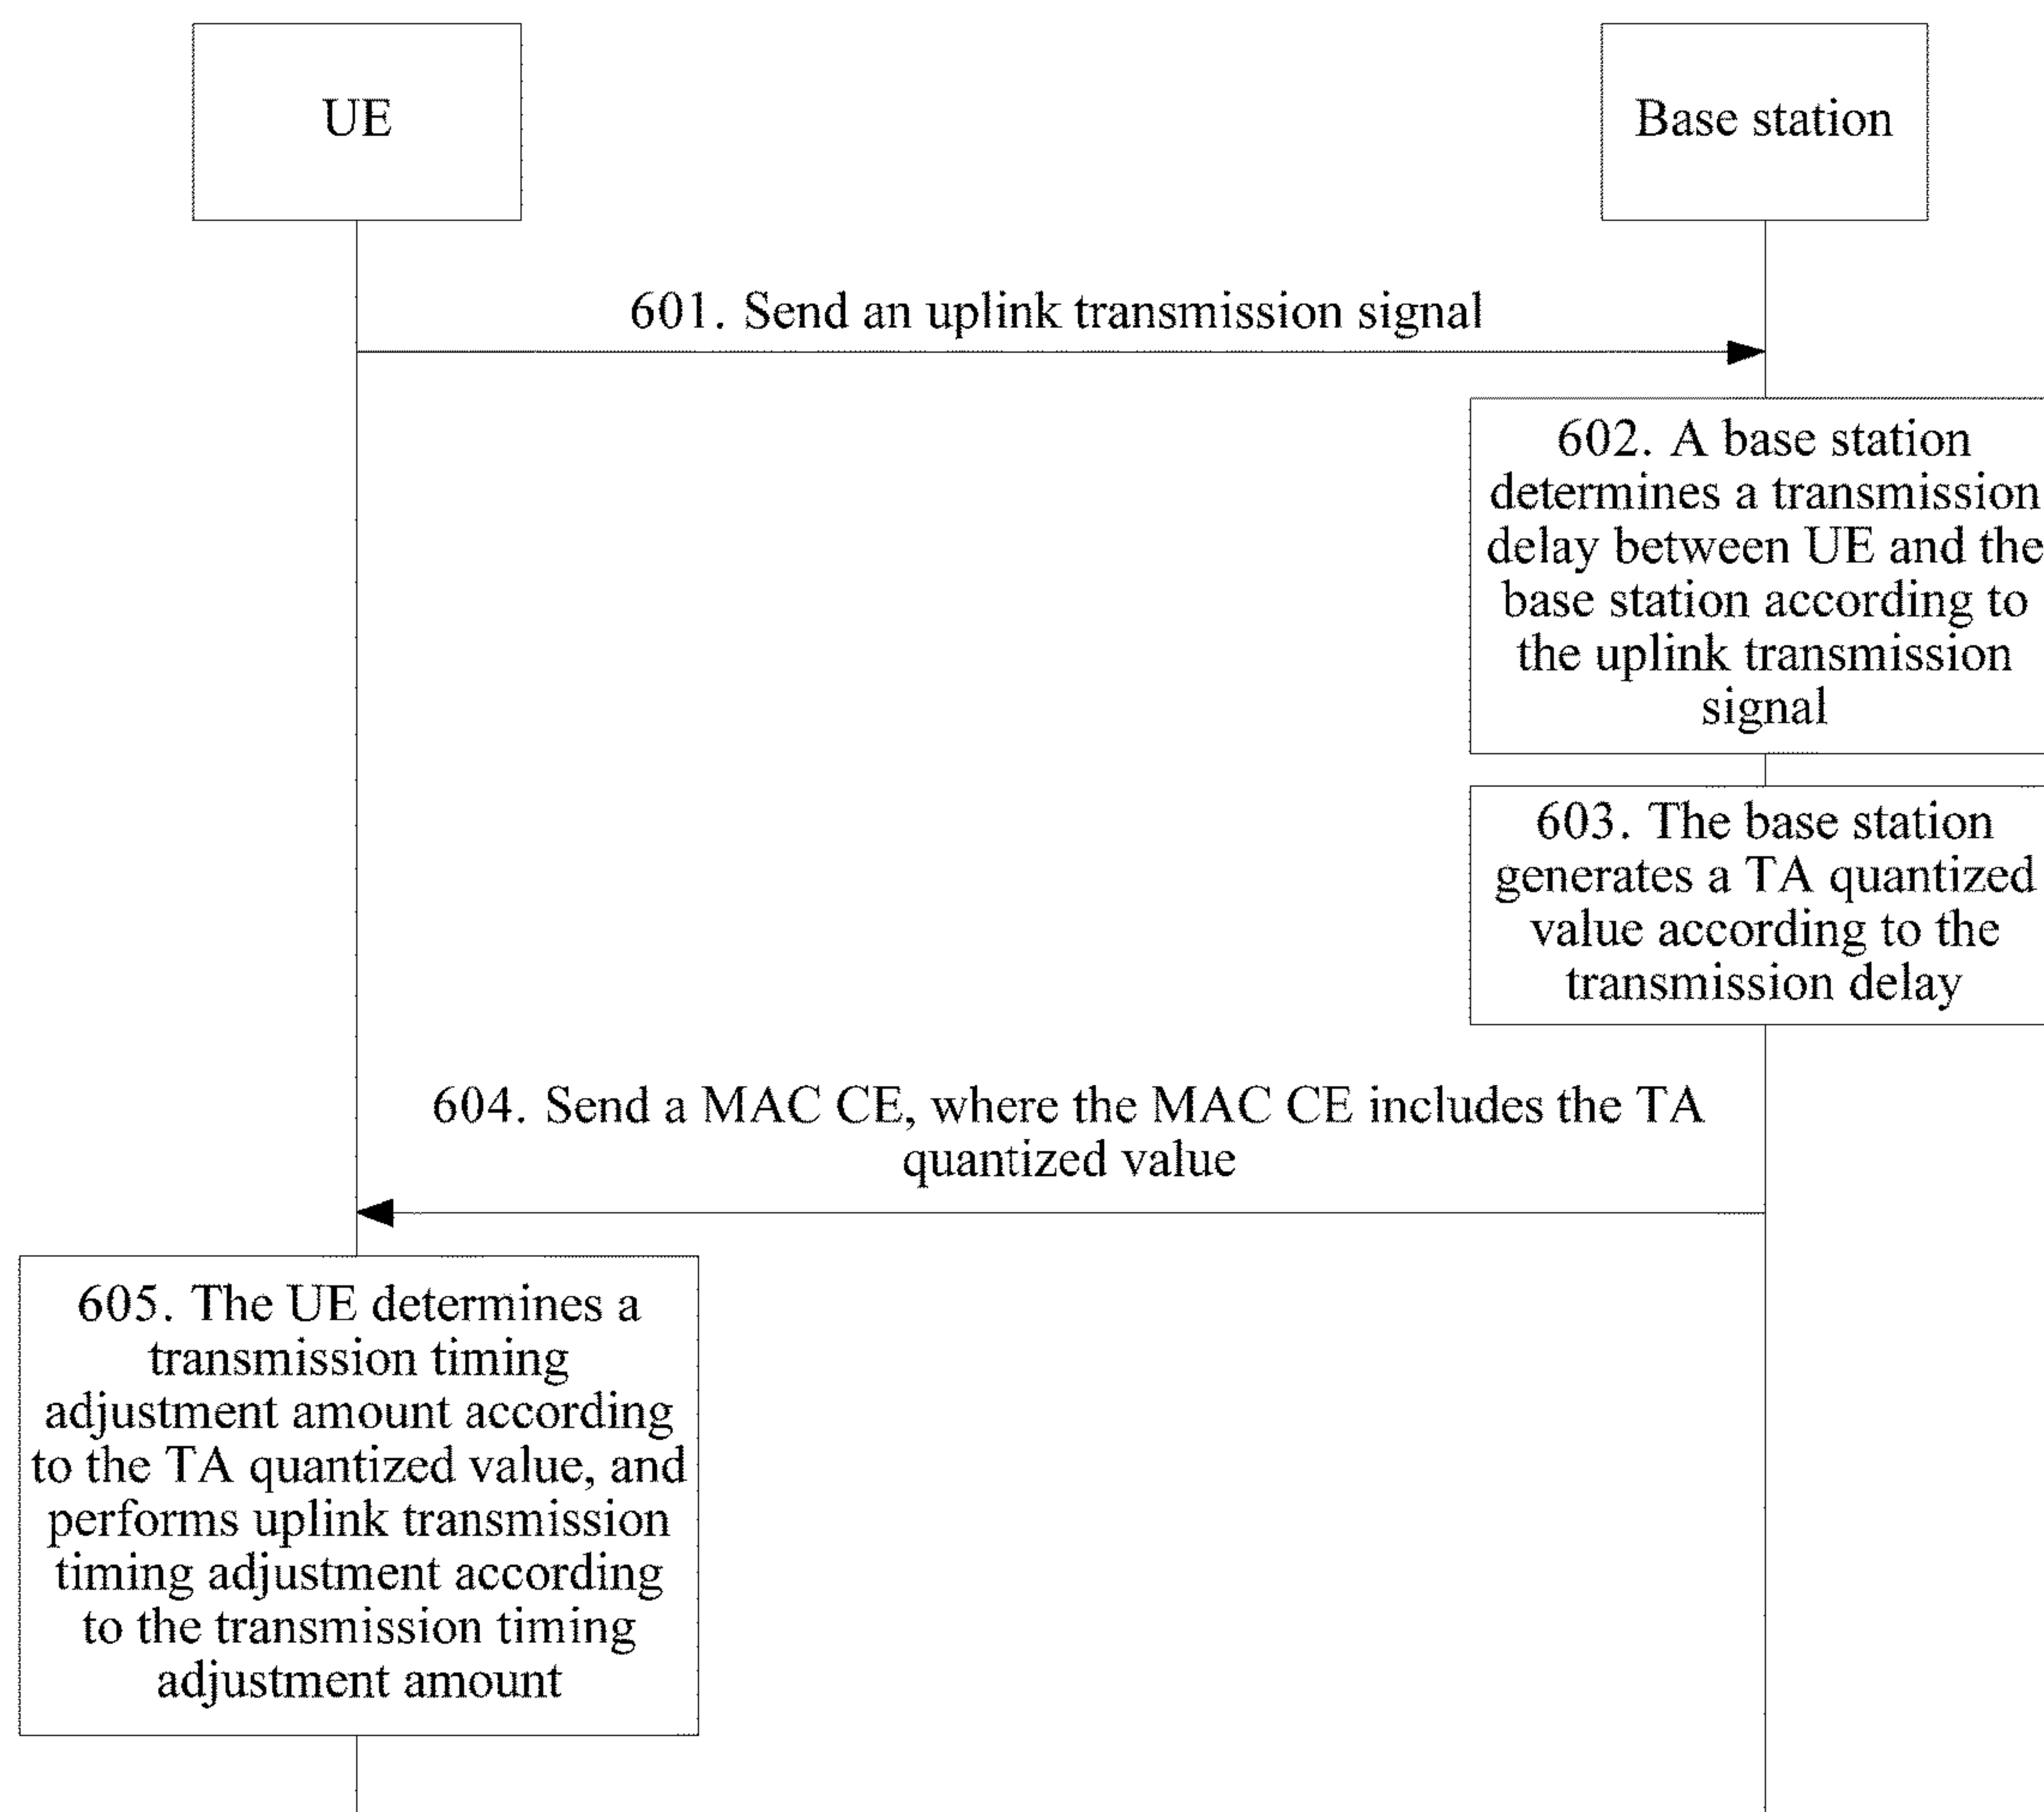 UE
Base station
601. Send an uplink transmission signal
602. A base station
determines a transmission
delay between UE and the
base station according to
the uplink transmission
signal
603. The base station
generates a TA quantized
value according to the
transmission delay
604. Send a MAC CE, where the MAC CE includes the TA
quantized value
605. The UE determines a
transmission timing
adjustment amount according
to the TA quantized value, and
performs uplink transmission
timing adjustment according
to the transmission timing
adjustment amount